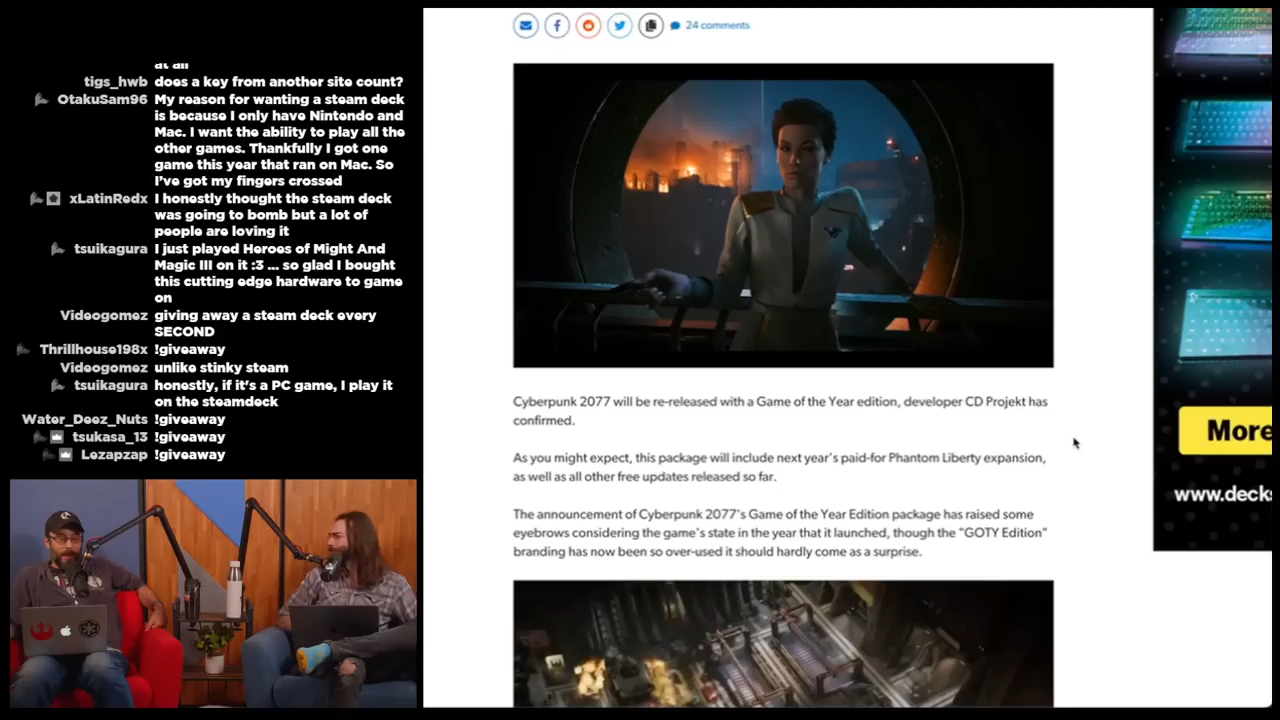 at all
tigs_hwb does a key from another site count?
OtakuSam96 My reason for wanting a steam deck
is because I only have Nintendo and
Mac. I want the ability to play all the
other games. Thankfully I got one
game this year that ran on Mac. So
I've got my fingers crossed
xLatinRedx I honestly thought the steam deck
was going to bomb but a lot of
people are loving it
tsuikagura I just played Heroes of Might And
Magic III on it :3 ... so glad I bought
this cutting edge hardware to game
on
Videogomez giving away a steam deck every
SECOND
Thrillhouse198x !giveaway
Videogomez unlike stinky steam
tsuikagura honestly, if it's a PC game, I play it
on the steamdeck
Water_Deez_Nuts !giveaway
tsukasa_13 !giveaway
Lezapzap !giveaway
24 comments
Cyberpunk 2077 will be re-released with a Game of the Year edition, developer CD Projekt has
confirmed.
As you might expect, this package will include next year's paid-for Phantom Liberty expansion,
as well as all other free updates released so far.
The announcement of Cyberpunk 2077's Game of the Year Edition package has raised some
eyebrows considering the game's state in the year that it launched, though the "GOTY Edition"
branding has now been so over-used it should hardly come as a surprise.
More
www.decks